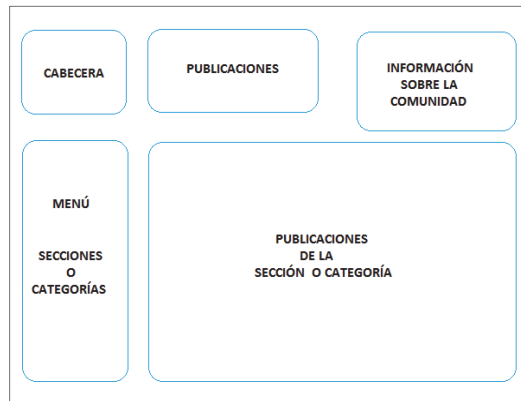 CABECERA
PUBLICACIONES
INFORMACIÓN
SOBRE LA
COMUNIDAD
MENÚ
SECCIONES
O
CATEGORÍAS
PUBLICACIONES
DE LA
SECCIÓN O CATEGORÍA